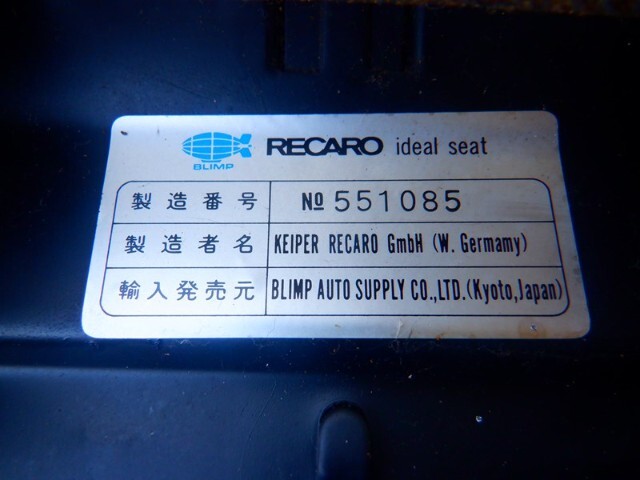 BLIMP
RECARO ideal seat
製造番号 № 551085
製造者名 KEIPER RECARO GmbH (W. Germamy)
輸入発売元 BLIMP AUTO SUPPLY CO.,LTD.(Kyoto,Japan)